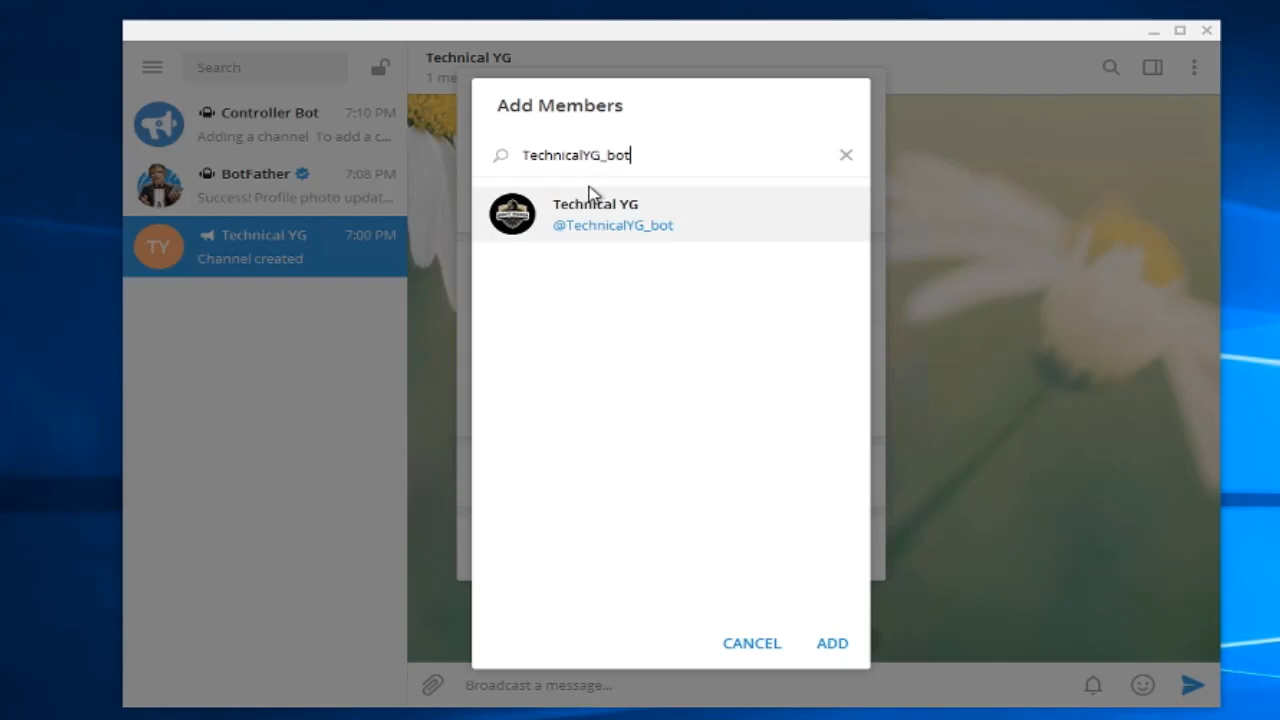 Search
Controller Bot 7:10 PM
Adding a channel To add a c...
BotFather 7:08 PM
Success! Profile photo updat...
TY
Technical YG 7:00 PM
Channel created
Technical YG
1 me
Add Members
TechnicalYG_bot
Technical YG
@TechnicalYG_bot
CANCEL ADD
Broadcast a message...